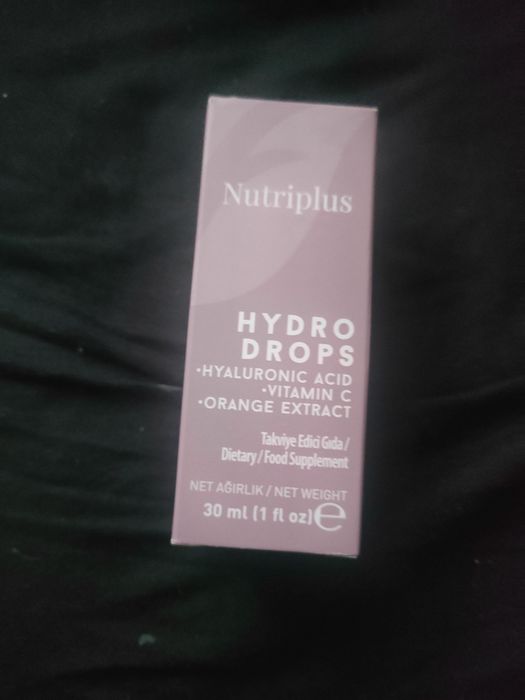 Nutriplus
HYDRO
DROPS
•HYALURONIC ACID
•VITAMIN C
•ORANGE EXTRACT
Takviye Edici Gıda /
Dietary / Food Supplement
NET AĞIRLIK / NET WEIGHT
30 ml (1 fl oz) ℮